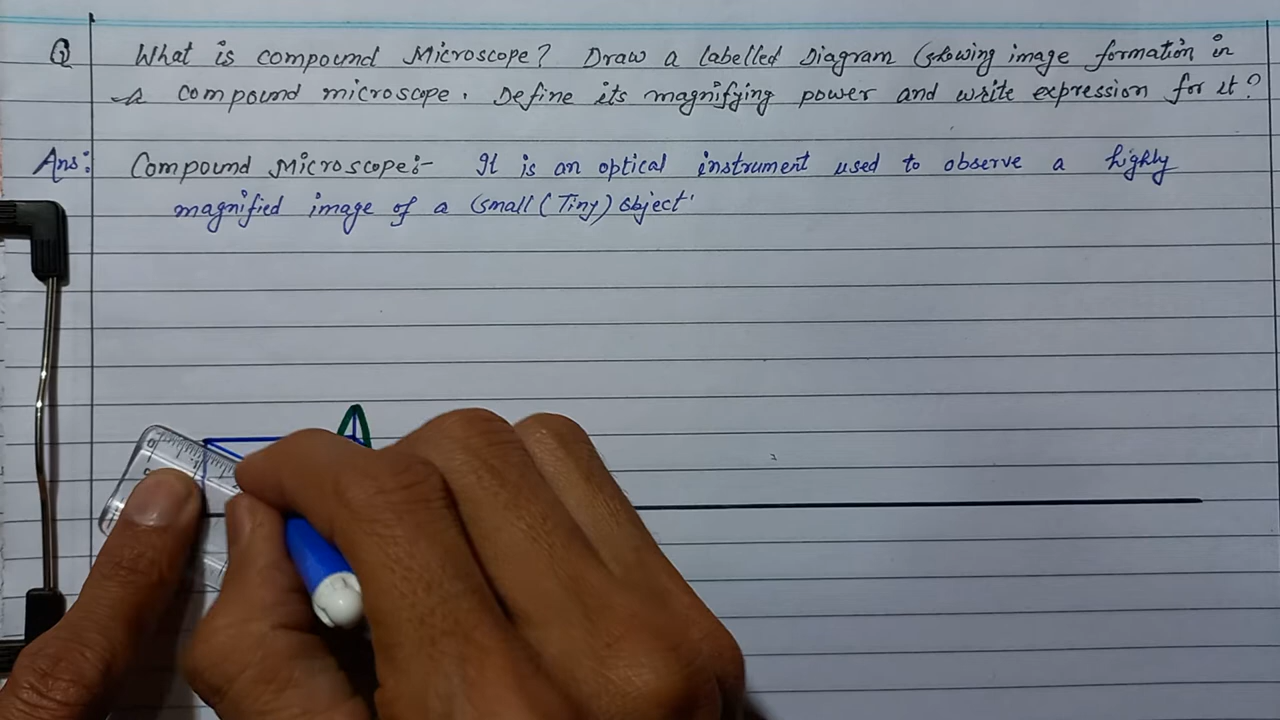 Q What is compound Microscope? Draw a labelled Diagram showing image formation in
a compound microscope. Define its magnifying power and write expression for it?
Ans: Compound Microscope:- It is an optical instrument used to observe a highly
magnified image of a small (Tiny) object.